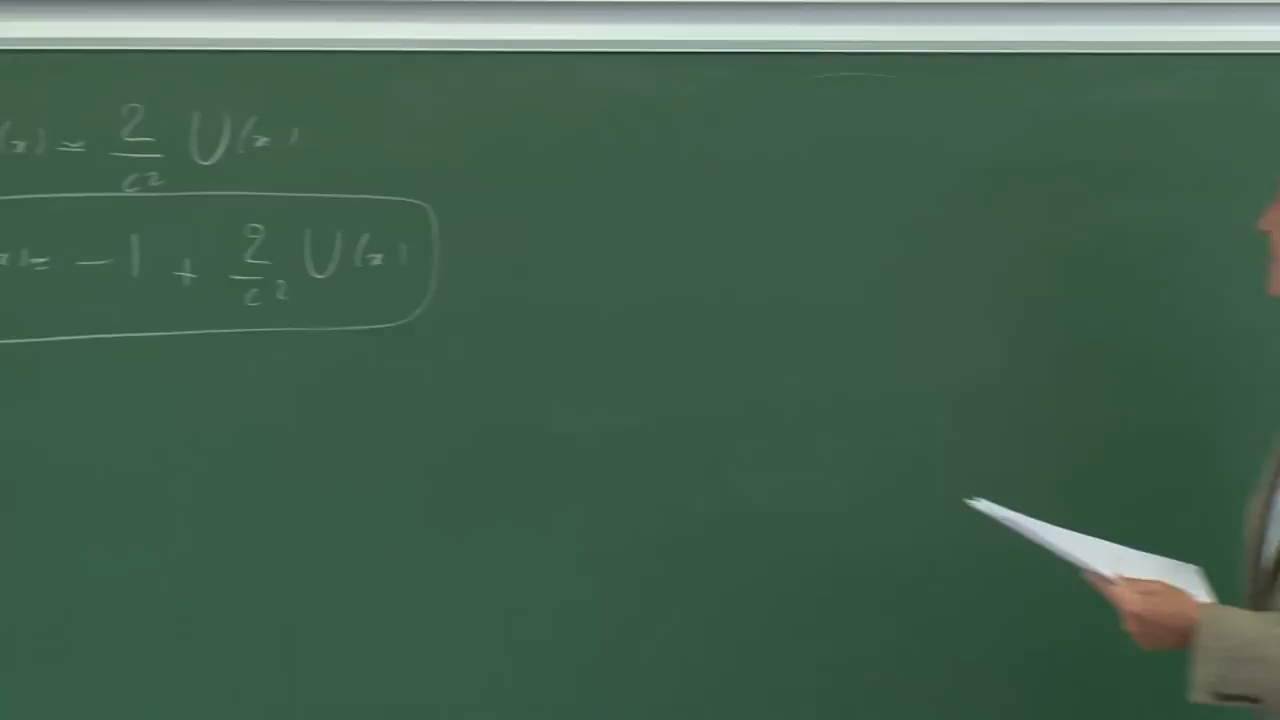 (x) ≃ 2/c² U(x)
x) ≃ -1 + 2/c² U(x)